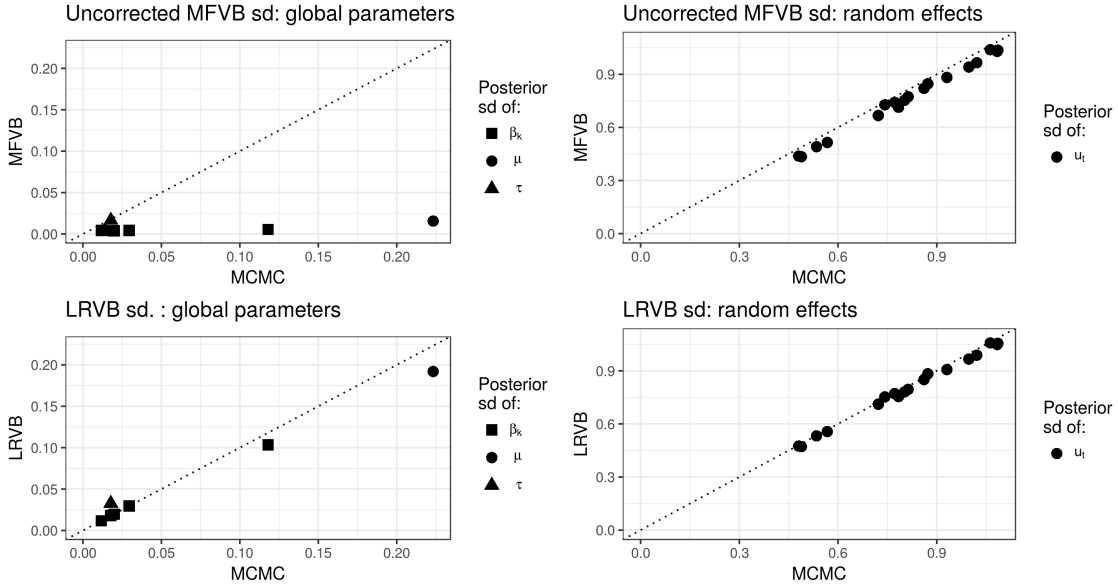 Uncorrected MFVB sd: global parameters
MFVB
0.20
0.15
0.10
0.05
0.00
0.00 0.05 0.10 0.15 0.20
MCMC
Posterior
sd of:
βk
μ
τ
Uncorrected MFVB sd: random effects
MFVB
0.9
0.6
0.3
0.0
0.0 0.3 0.6 0.9
MCMC
Posterior
sd of:
ut
LRVB sd. : global parameters
LRVB
0.20
0.15
0.10
0.05
0.00
0.00 0.05 0.10 0.15 0.20
MCMC
Posterior
sd of:
βk
μ
τ
LRVB sd: random effects
LRVB
0.9
0.6
0.3
0.0
0.0 0.3 0.6 0.9
MCMC
Posterior
sd of:
ut